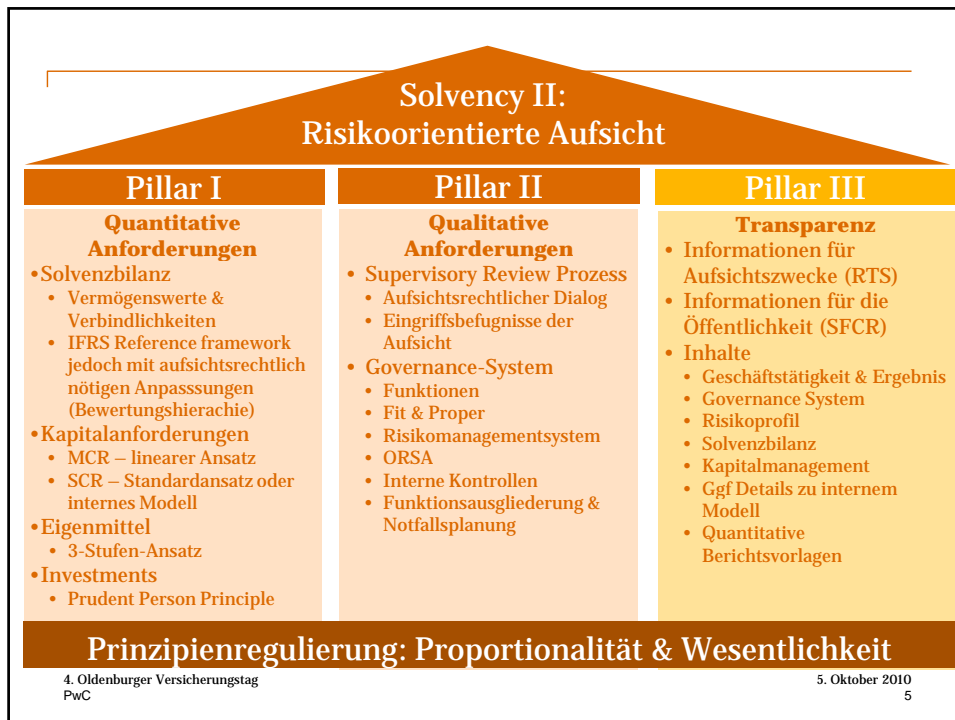 Solvency II:
Risikoorientierte Aufsicht
Pillar I
Quantitative
Anforderungen
•Solvenzbilanz
• Vermögenswerte &
Verbindlichkeiten
• IFRS Reference framework
jedoch mit aufsichtsrechtlich
nötigen Anpasssungen
(Bewertungshierachie)
•Kapitalanforderungen
• MCR – linearer Ansatz
• SCR – Standardansatz oder
internes Modell
•Eigenmittel
• 3-Stufen-Ansatz
•Investments
• Prudent Person Principle
Pillar II
Qualitative
Anforderungen
• Supervisory Review Prozess
• Aufsichtsrechtlicher Dialog
• Eingriffsbefugnisse der
Aufsicht
• Governance-System
• Funktionen
• Fit & Proper
• Risikomanagementsystem
• ORSA
• Interne Kontrollen
• Funktionsausgliederung &
Notfallsplanung
Pillar III
Transparenz
• Informationen für
Aufsichtszwecke (RTS)
• Informationen für die
Öffentlichkeit (SFCR)
• Inhalte
• Geschäftstätigkeit & Ergebnis
• Governance System
• Risikoprofil
• Solvenzbilanz
• Kapitalmanagement
• Ggf Details zu internem
Modell
• Quantitative
Berichtsvorlagen
Prinzipienregulierung: Proportionalität & Wesentlichkeit
4. Oldenburger Versicherungstag
PwC
5. Oktober 2010
5